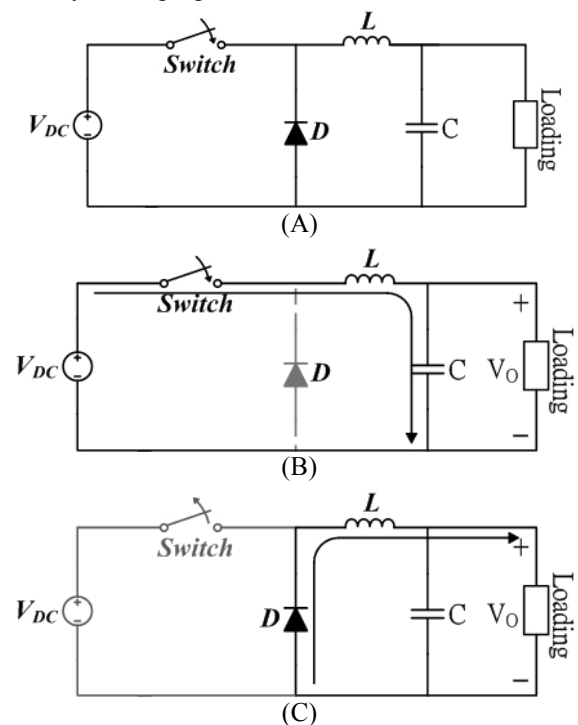 L
Switch
V_DC
D
C
Loading
(A)
L
Switch
+
V_DC
D
C
V_O
Loading
−
(B)
L
Switch
+
V_DC
D
C
V_O
Loading
−
(C)